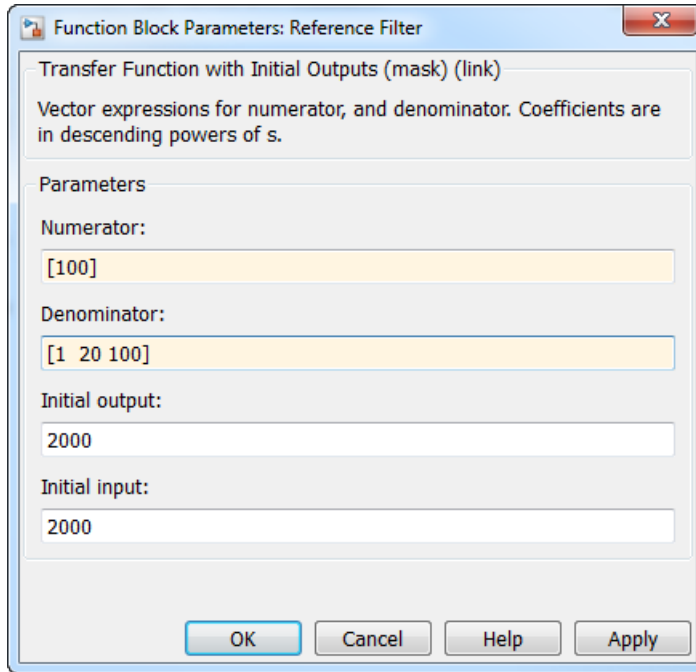 Function Block Parameters: Reference Filter
Transfer Function with Initial Outputs (mask) (link)
Vector expressions for numerator, and denominator. Coefficients are
in descending powers of s.
Parameters
Numerator:
[100]
Denominator:
[1  20 100]
Initial output:
2000
Initial input:
2000
OK Cancel Help Apply